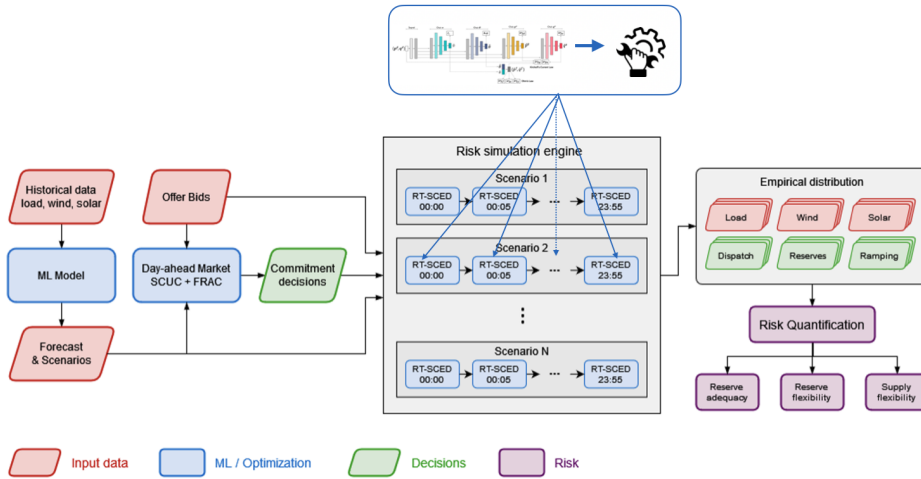 Risk simulation engine
Scenario 1
RT-SCED
00:00
RT-SCED
00:05
...
RT-SCED
23:55
Scenario 2
RT-SCED
00:00
RT-SCED
00:05
...
RT-SCED
23:55
Scenario N
RT-SCED
00:00
RT-SCED
00:05
...
RT-SCED
23:55
Historical data
load, wind, solar
Offer Bids
ML Model
Day-ahead Market
SCUC + FRAC
Commitment
decisions
Forecast
& Scenarios
Empirical distribution
Load
Wind
Solar
Dispatch
Reserves
Ramping
Risk Quantification
Reserve
adequacy
Reserve
flexibility
Supply
flexibility
Input data
ML / Optimization
Decisions
Risk